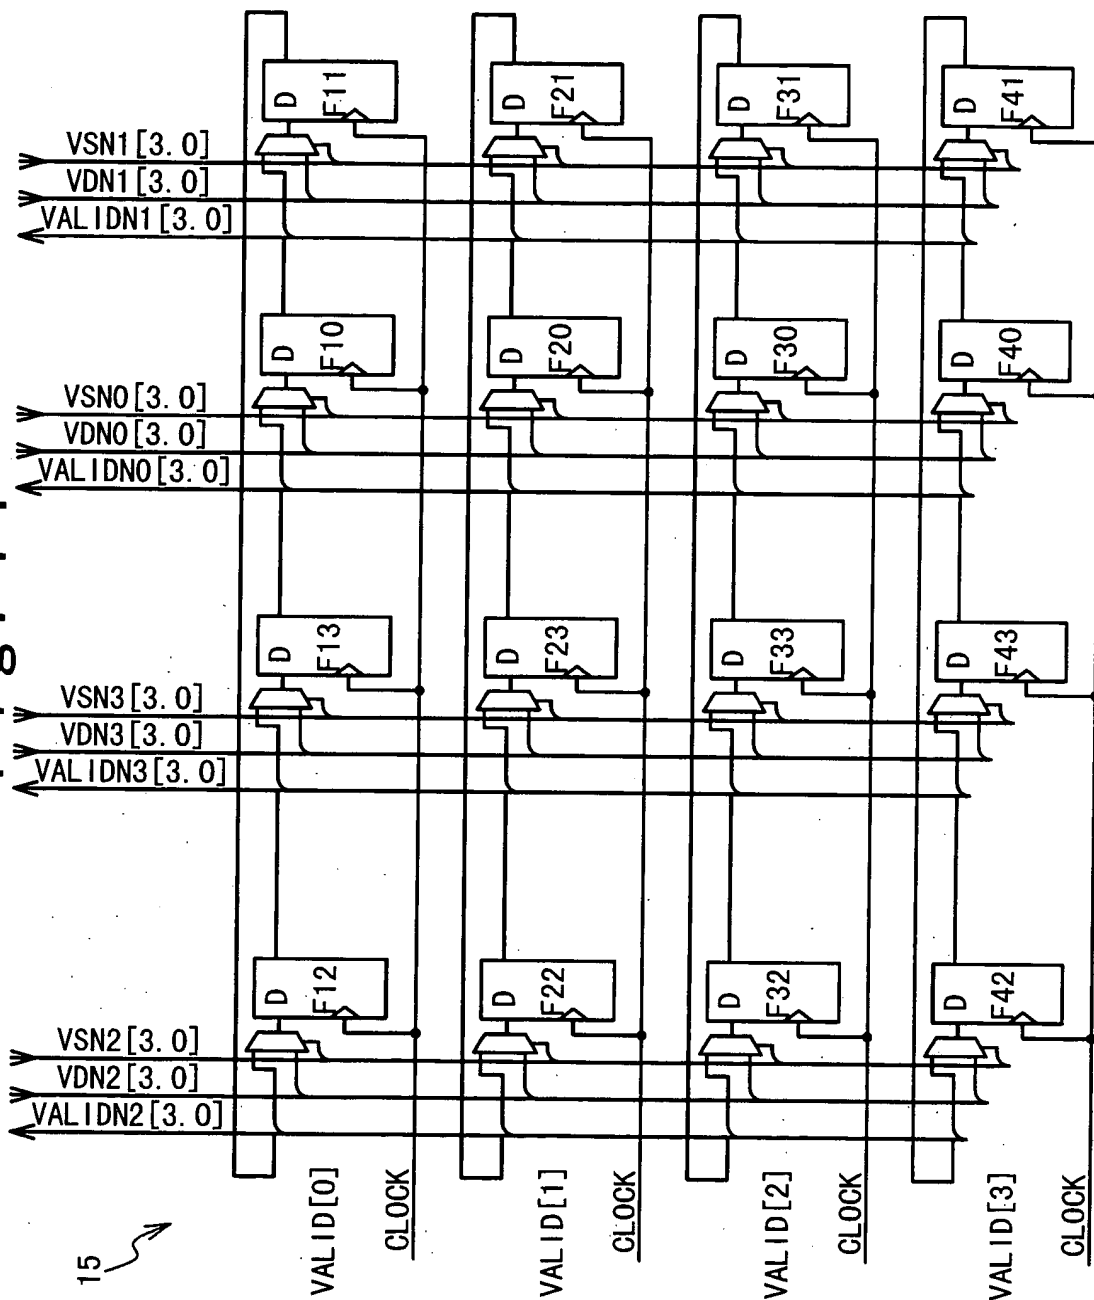 VSN1[3.0]
VDN1[3.0]
VALIDN1[3.0]
VSN0[3.0]
VDN0[3.0]
VALIDN0[3.0]
VSN3[3.0]
VDN3[3.0]
VALIDN3[3.0]
VSN2[3.0]
VDN2[3.0]
VALIDN2[3.0]
D F11
D F21
D F31
D F41
D F10
D F20
D F30
D F40
D F13
D F23
D F33
D F43
D F12
D F22
D F32
D F42
15
VALID[0]
CLOCK
VALID[1]
CLOCK
VALID[2]
CLOCK
VALID[3]
CLOCK